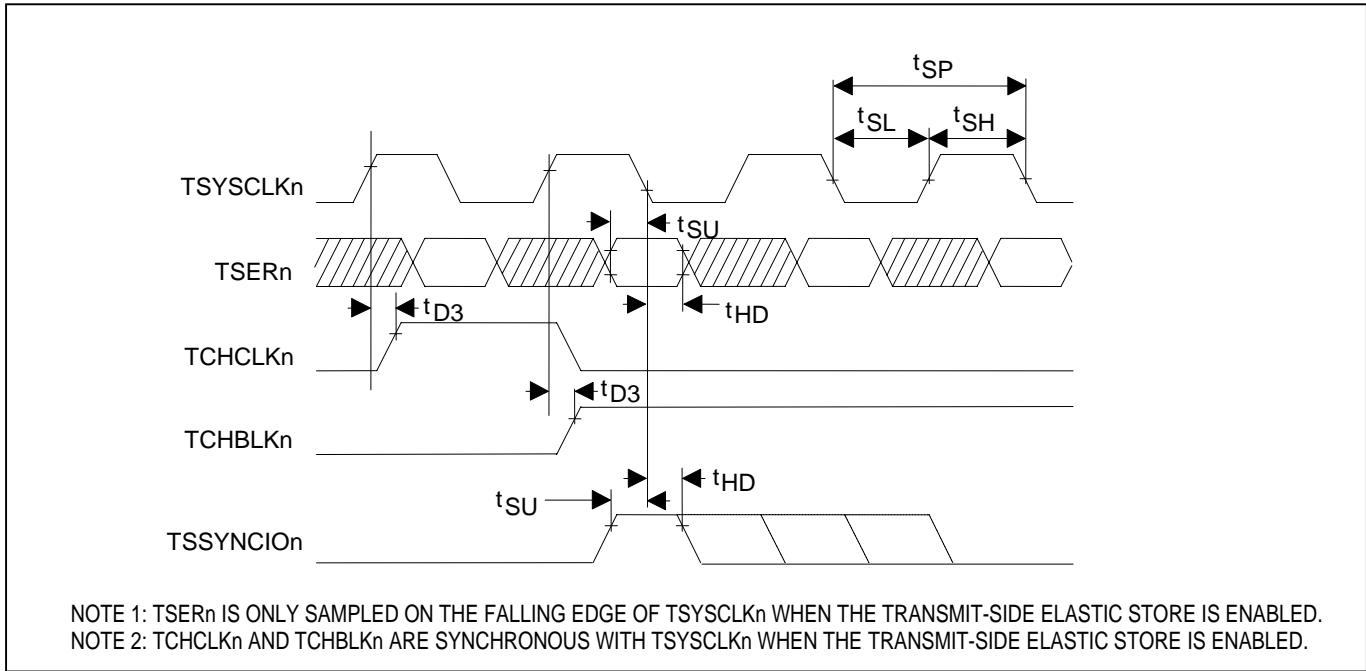 tSP
tSL tSH
TSYSCLKn
tSU
TSERn
tD3 tHD
TCHCLKn
tD3
TCHBLKn
tHD
tSU
TSSYNCIOn
NOTE 1: TSERn IS ONLY SAMPLED ON THE FALLING EDGE OF TSYSCLKn WHEN THE TRANSMIT-SIDE ELASTIC STORE IS ENABLED.
NOTE 2: TCHCLKn AND TCHBLKn ARE SYNCHRONOUS WITH TSYSCLKn WHEN THE TRANSMIT-SIDE ELASTIC STORE IS ENABLED.